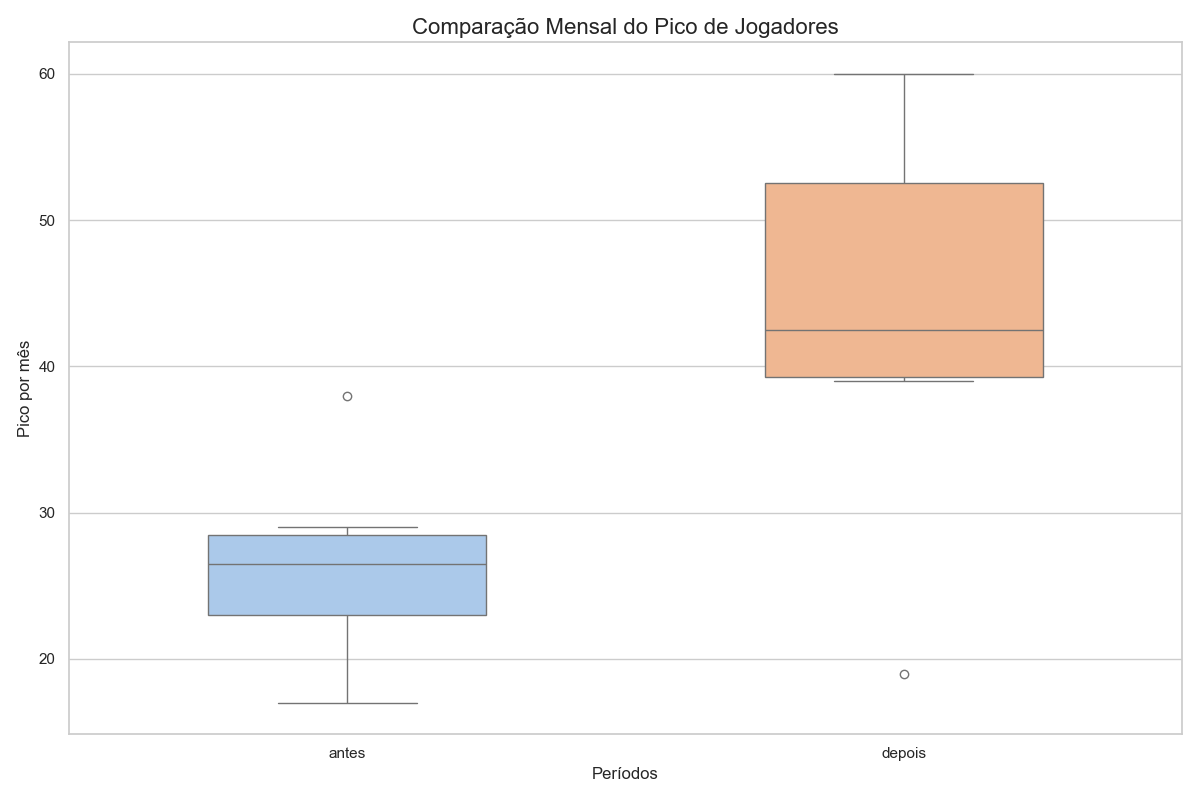 Comparação Mensal do Pico de Jogadores
60
50
40
30
20
Pico por mês
antes
depois
Períodos